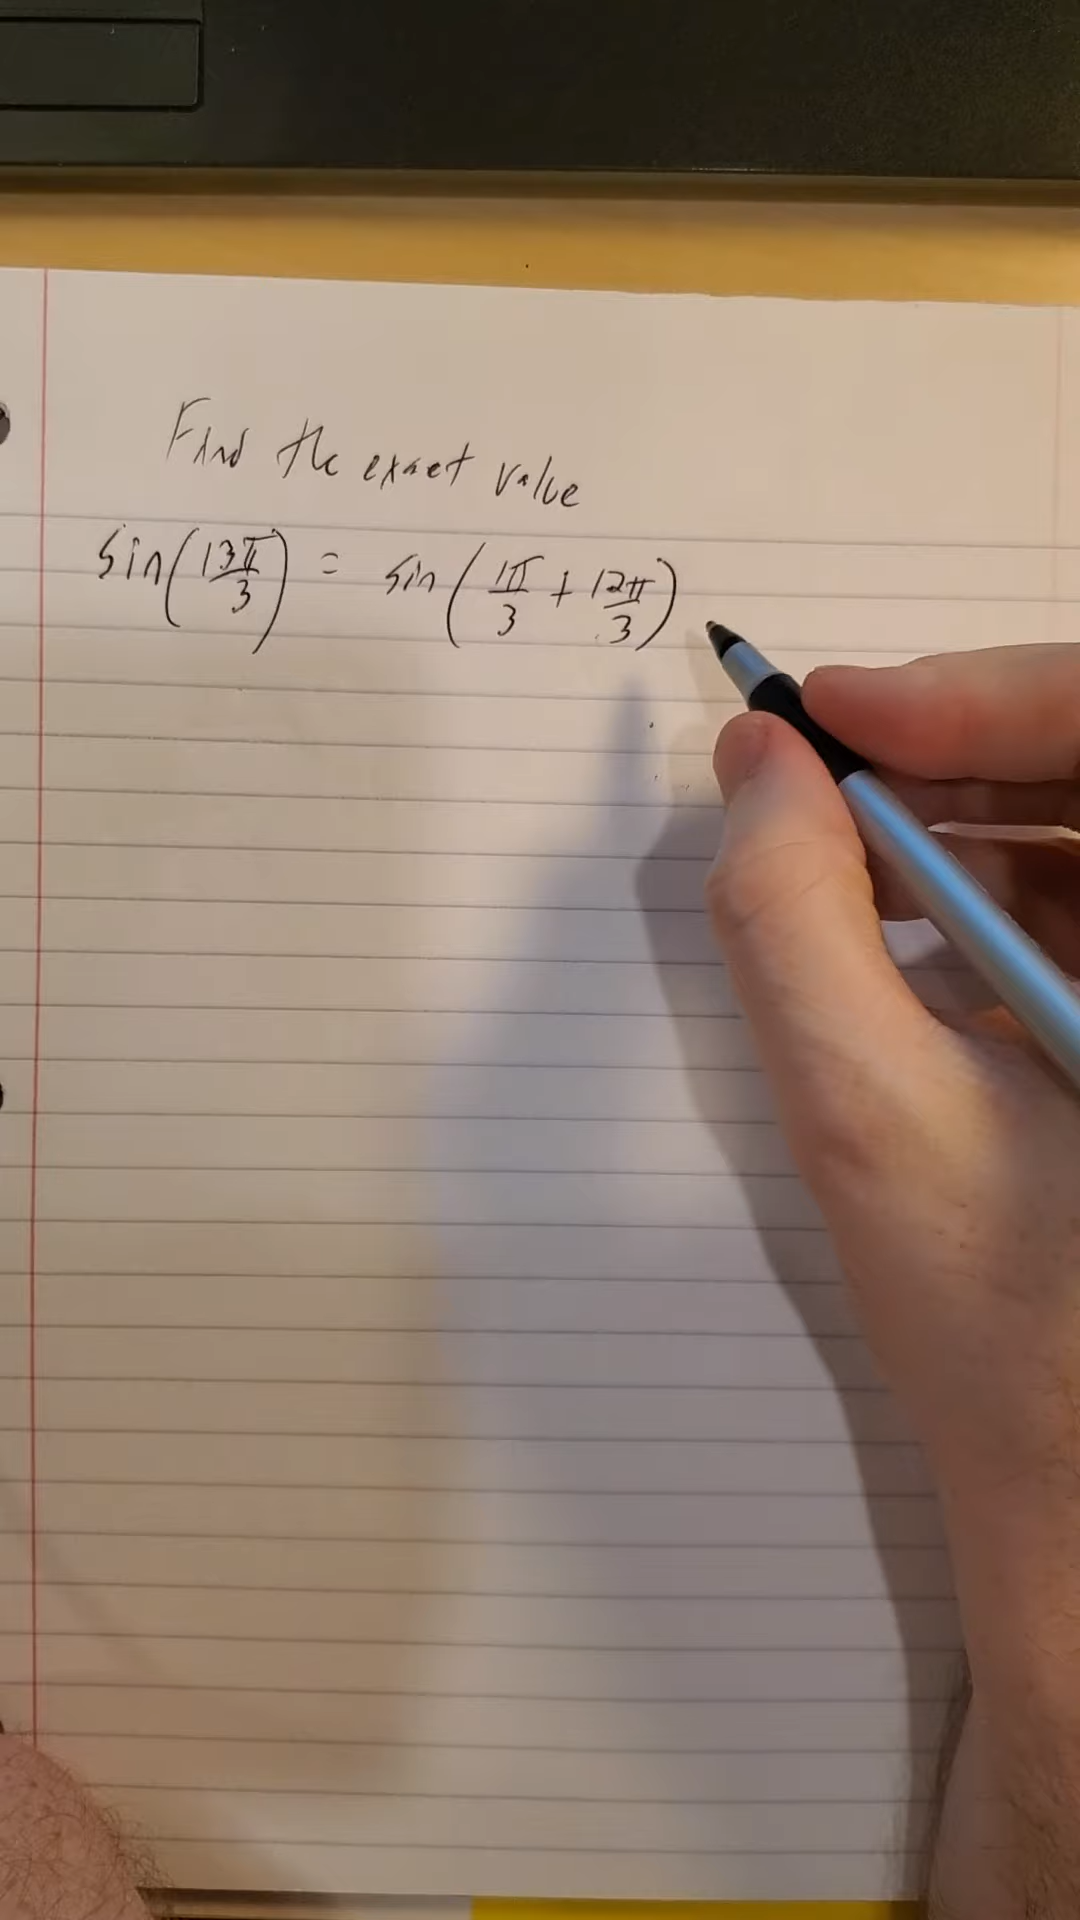 Find the exact value
sin(13π/3) = sin(1π/3 + 12π/3)